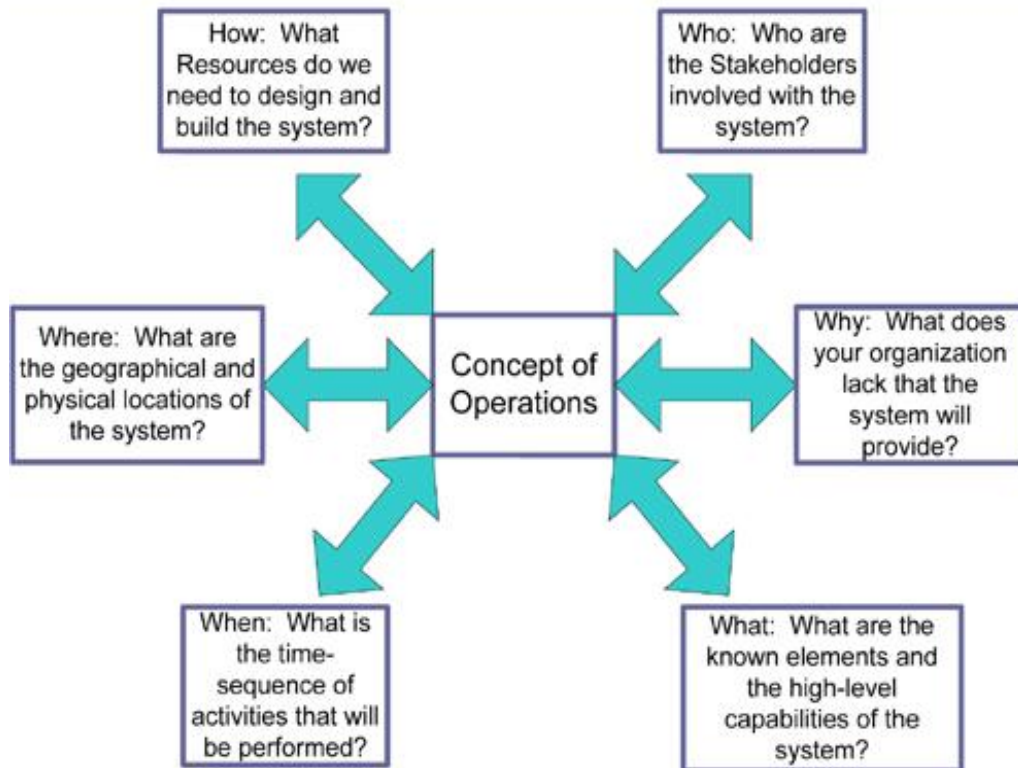 How: What
Resources do we
need to design and
build the system?
Who: Who are
the Stakeholders
involved with the
system?
Where: What are
the geographical and
physical locations of
the system?
Concept of
Operations
Why: What does
your organization
lack that the
system will
provide?
When: What is
the time-
sequence of
activities that will
be performed?
What: What are the
known elements and
the high-level
capabilities of the
system?